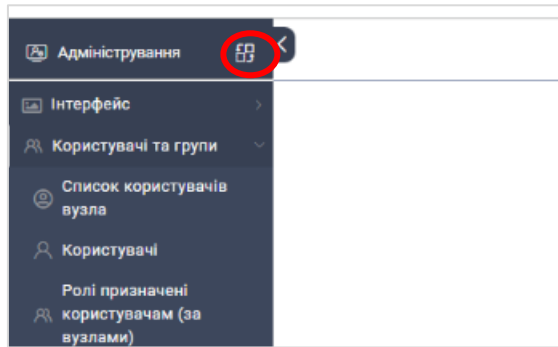 Адміністрування
Інтерфейс
Користувачі та групи
Список користувачів
вузла
Користувачі
Ролі призначені
користувачам (за
вузлами)